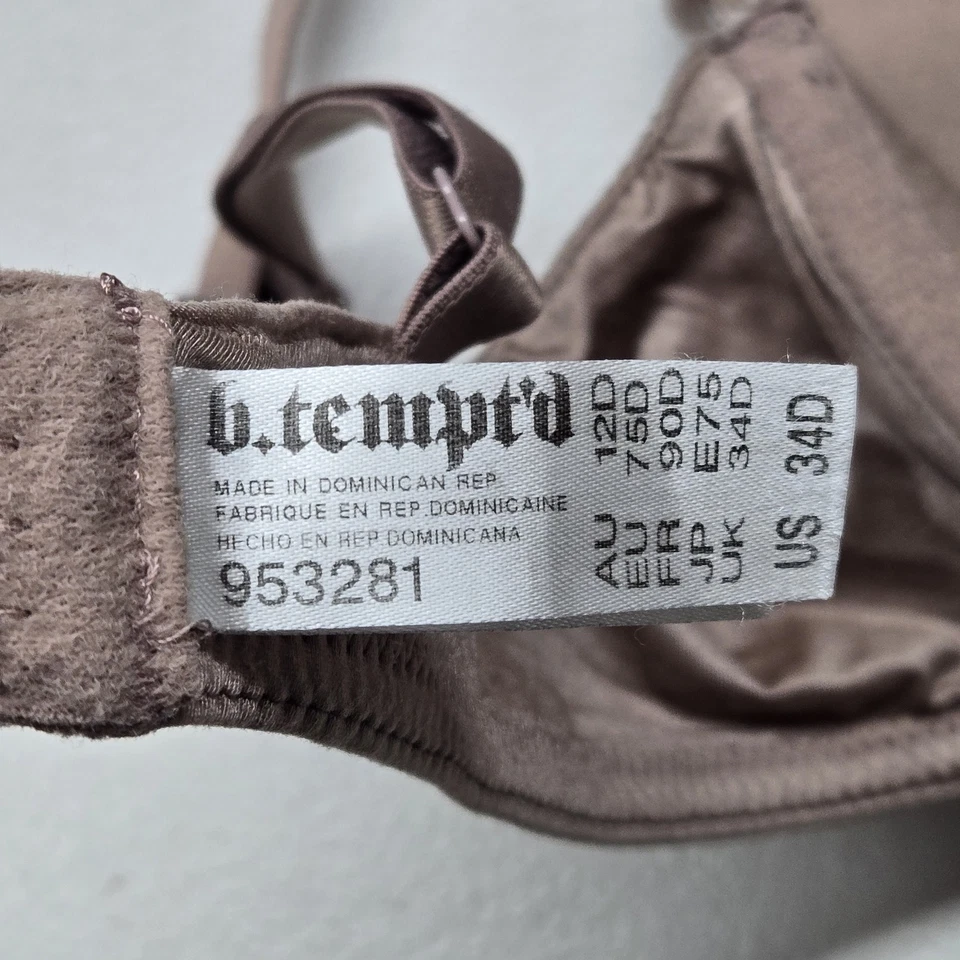 b.tempt'd
MADE IN DOMINICAN REP
FABRIQUE EN REP.DOMINICAINE
HECHO EN REP DOMINICANA
953281
AU 12D
EU 75D
FR 90D
JP E75
UK 34D
US 34D